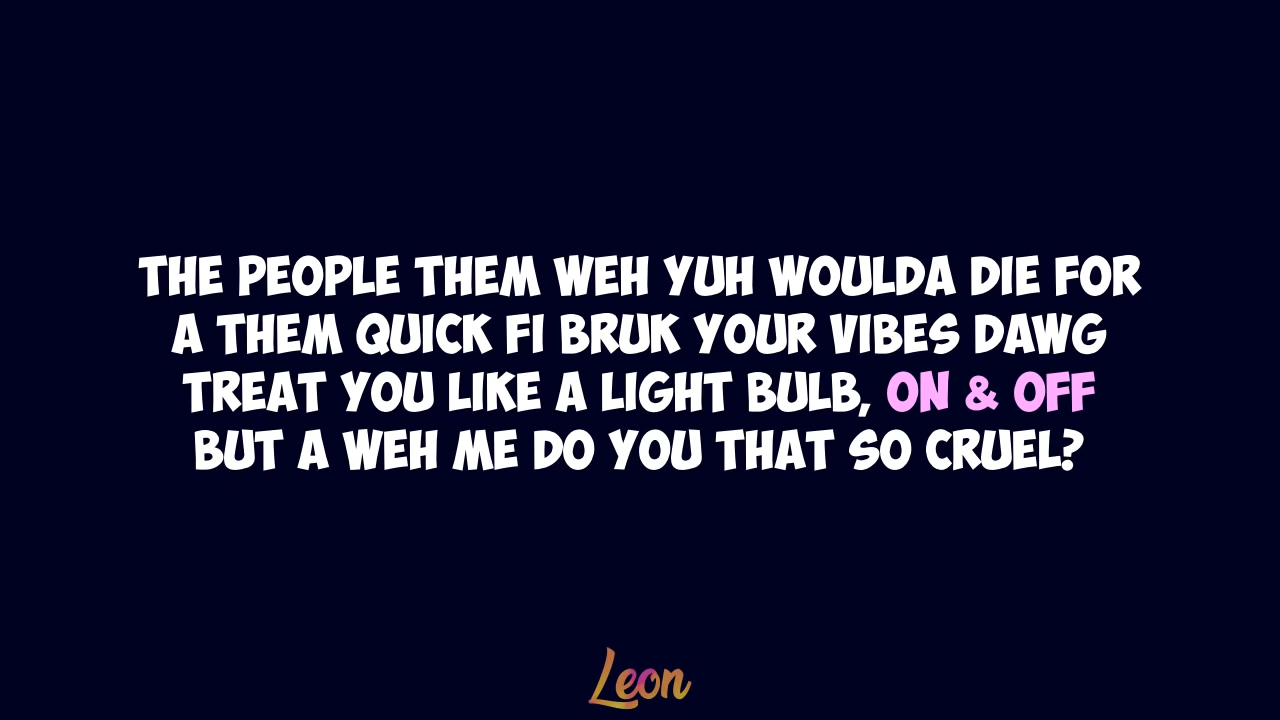 THE PEOPLE THEM WEH YUH WOULDA DIE FOR
A THEM QUICK FI BRUK YOUR VIBES DAWG
TREAT YOU LIKE A LIGHT BULB, ON & OFF
BUT A WEH ME DO YOU THAT SO CRUEL?
Leon